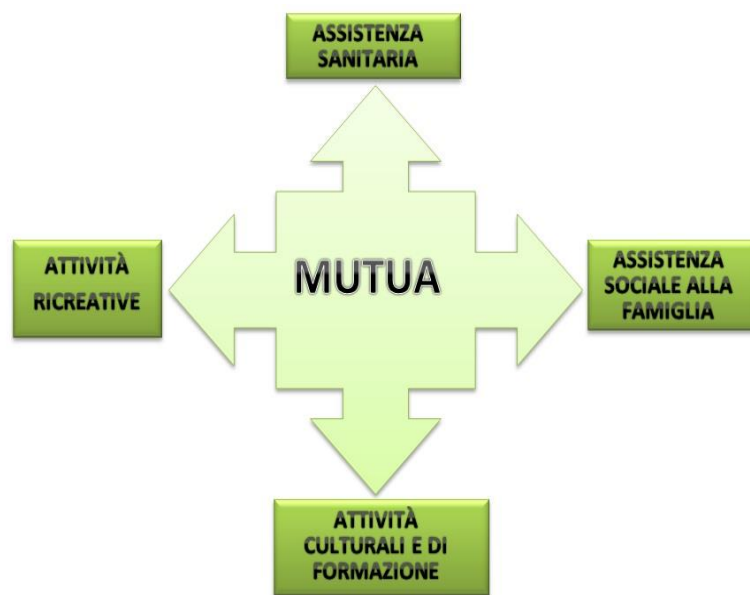 ASSISTENZA
SANITARIA
ATTIVITÀ
RICREATIVE
MUTUA
ASSISTENZA
SOCIALE ALLA
FAMIGLIA
ATTIVITÀ
CULTURALI E DI
FORMAZIONE